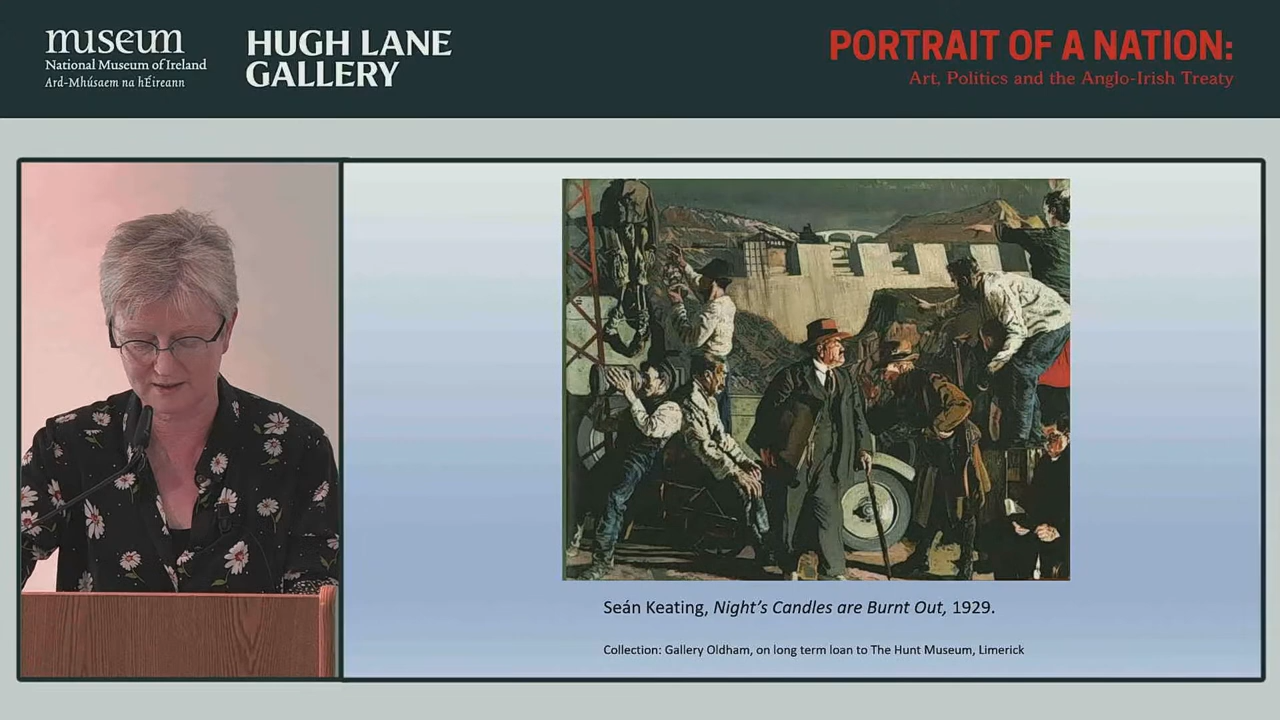 museum
National Museum of Ireland
Ard-Mhúsaem na hÉireann
HUGH LANE
GALLERY
PORTRAIT OF A NATION:
Art, Politics and the Anglo-Irish Treaty
Seán Keating, Night's Candles are Burnt Out, 1929.
Collection: Gallery Oldham, on long term loan to The Hunt Museum, Limerick